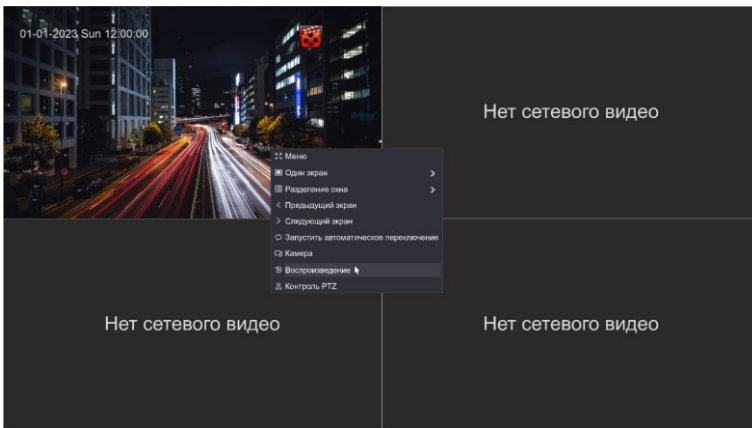 01-01-2023 Sun 12:00:00
Нет сетевого видео
Меню
Один экран
Разделение окна
Предыдущий экран
Следующий экран
Запустить автоматическое переключение
Камера
Воспроизведение
Контроль PTZ
Нет сетевого видео
Нет сетевого видео